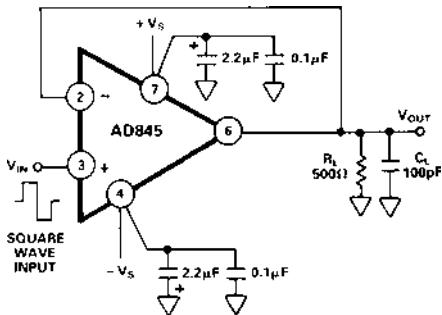 + VS
+
2.2μF
0.1μF
7
2
−
AD845
6
VOUT
VIN
3
+
RL
500Ω
CL
100pF
4
SQUARE
WAVE
INPUT
− VS
2.2μF
0.1μF
+